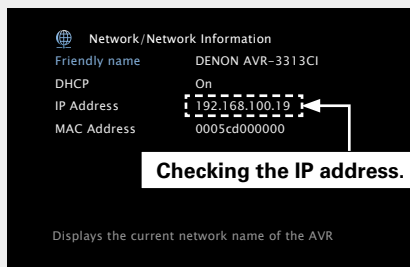 Network/Network Information
Friendly name DENON AVR-3313CI
DHCP On
IP Address 192.168.100.19
MAC Address 0005cd000000
Checking the IP address.
Displays the current network name of the AVR